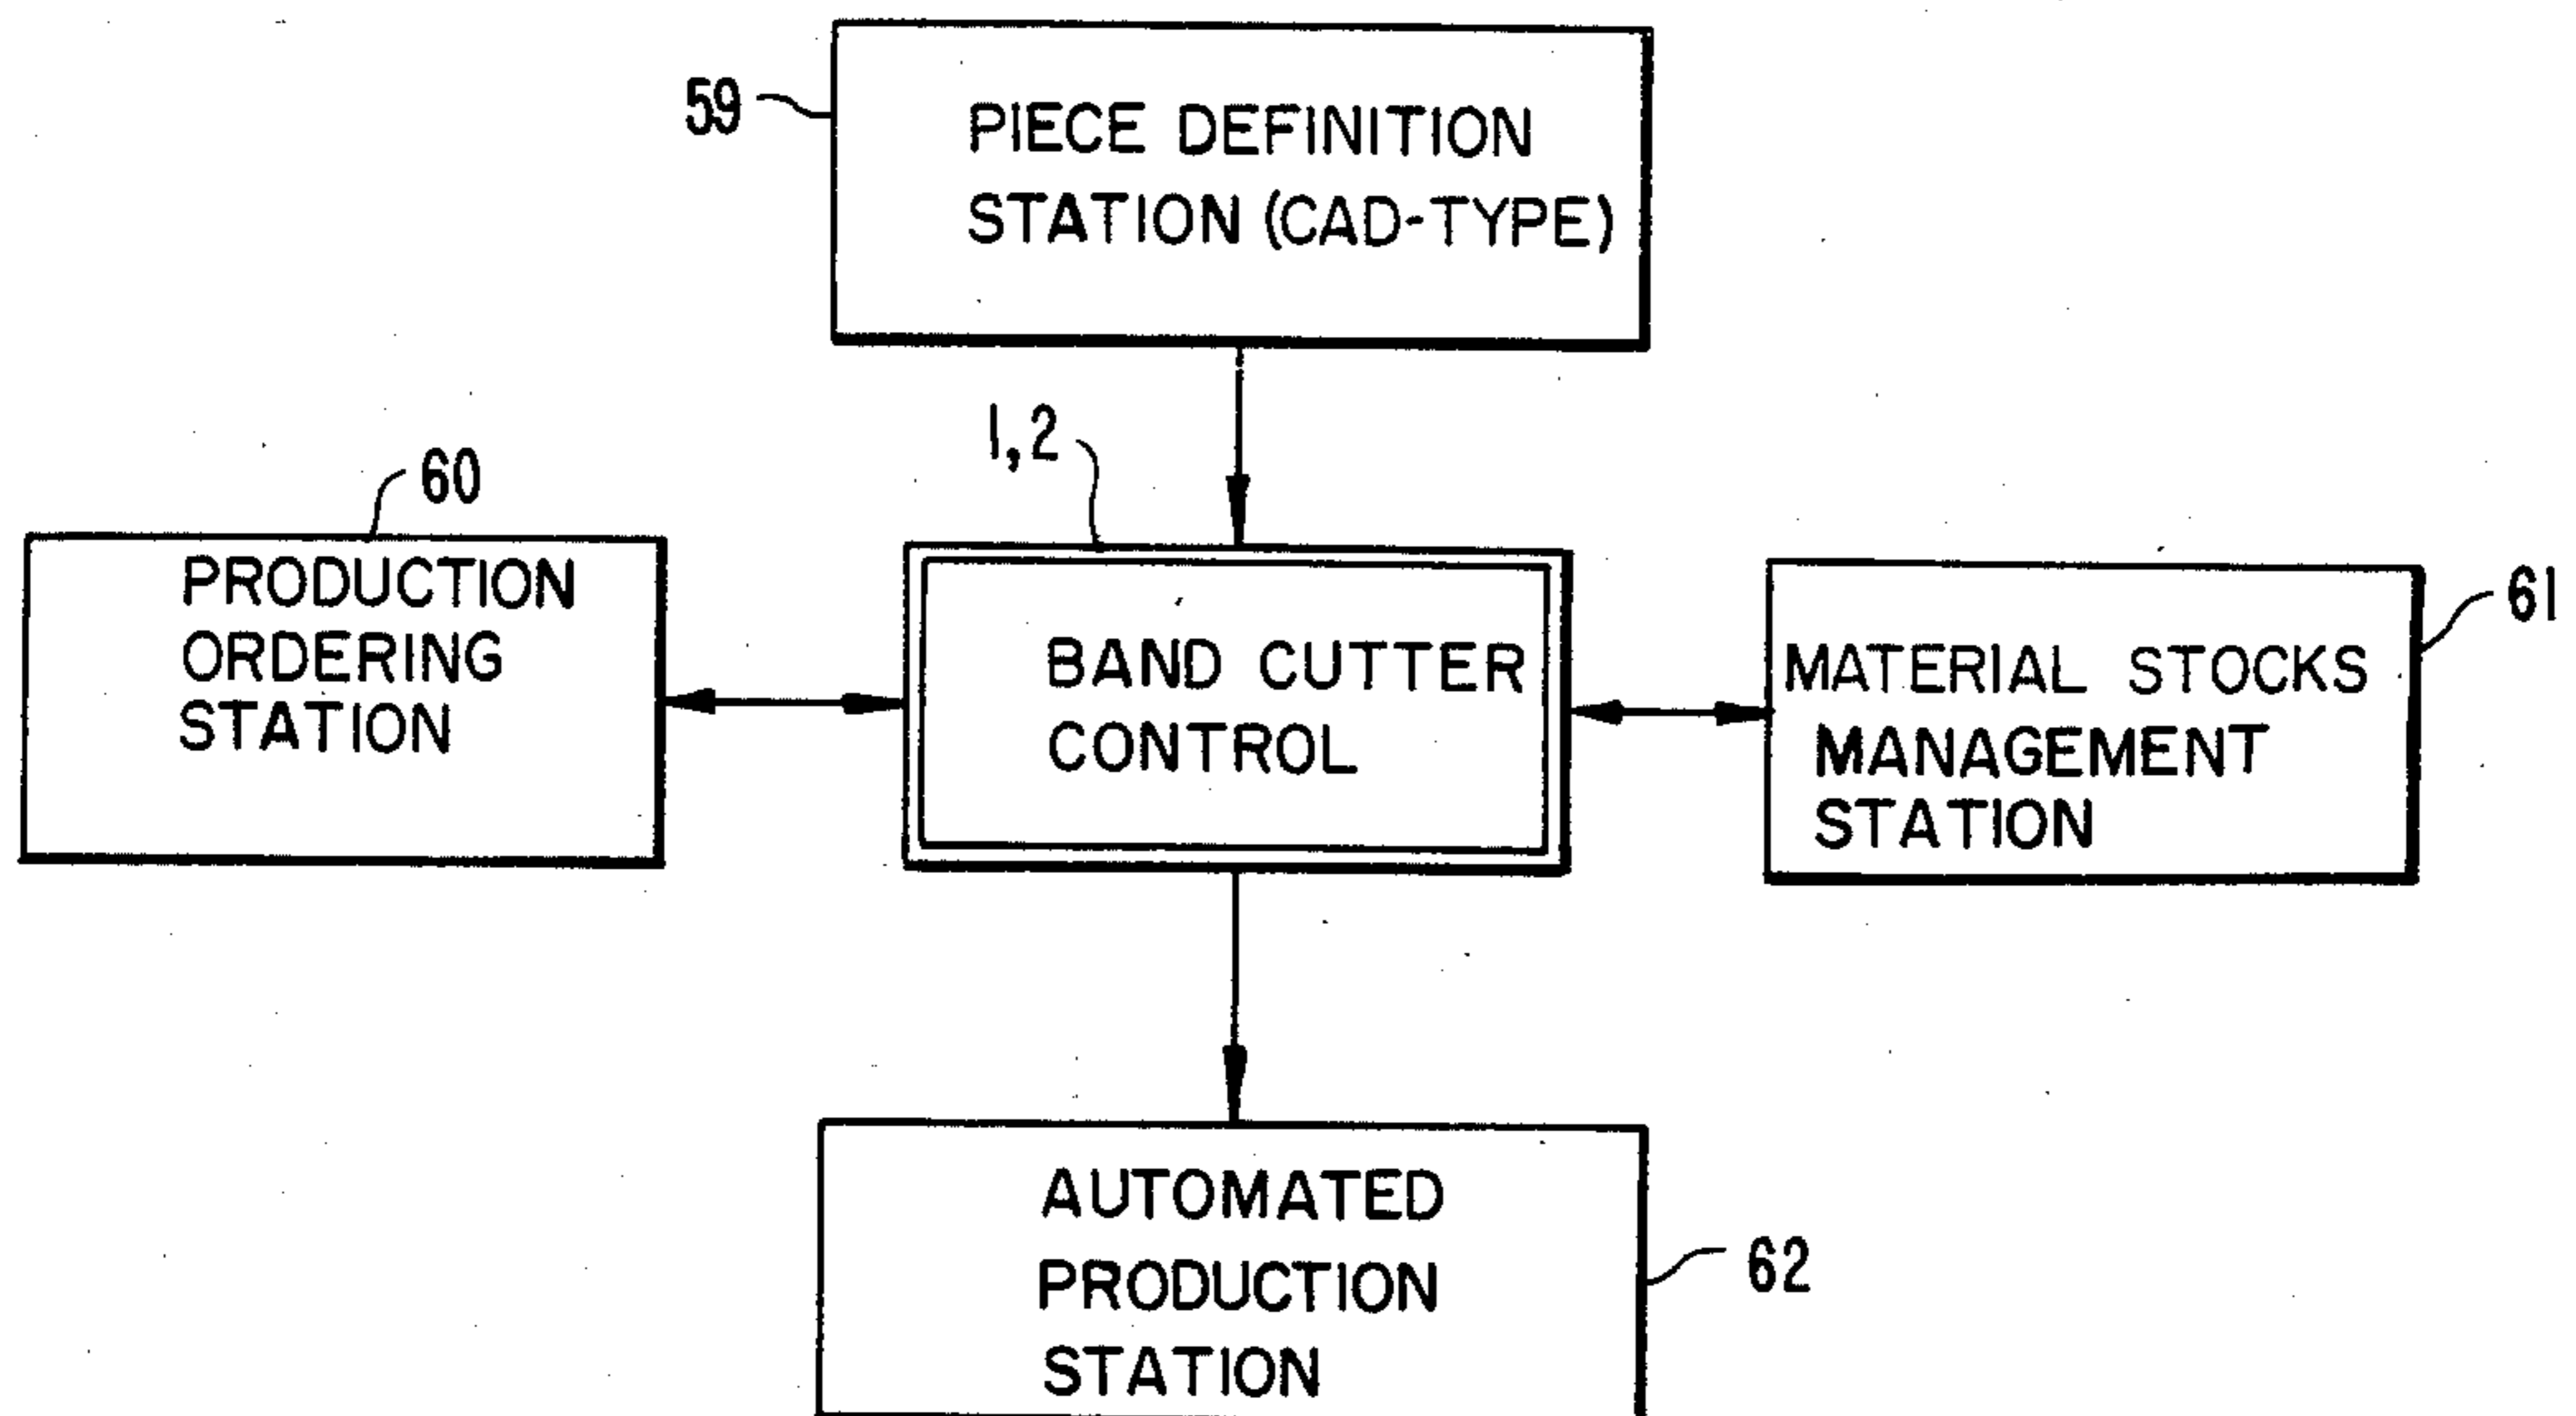 59
PIECE DEFINITION
STATION (CAD-TYPE)
1,2
60
PRODUCTION
ORDERING
STATION
BAND CUTTER
CONTROL
61
MATERIAL STOCKS
MANAGEMENT
STATION
AUTOMATED
PRODUCTION
STATION
62